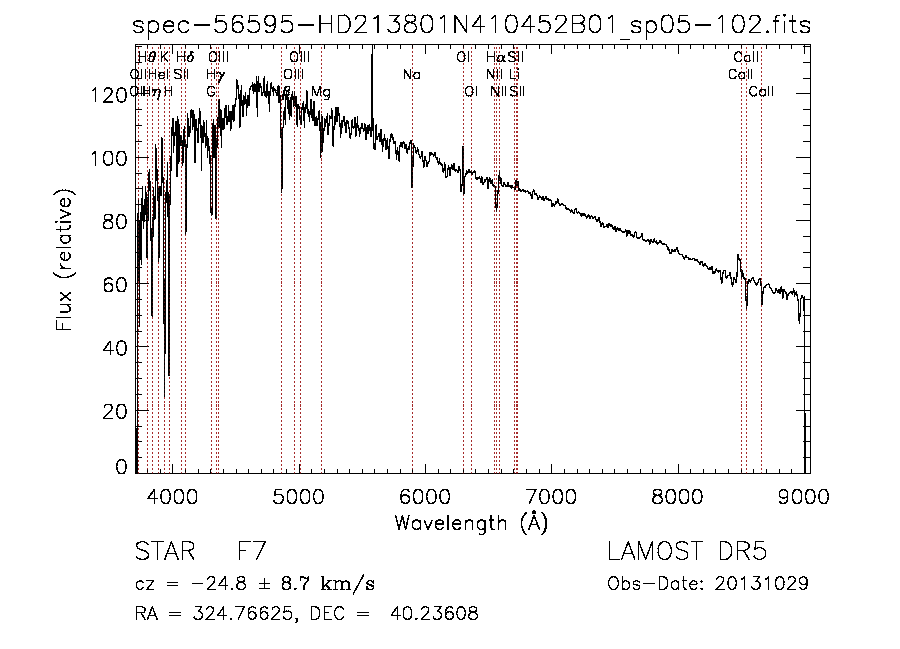 spec-56595-HD213801N410452B01_sp05-102.fits
Hθ K Hδ OIII OIII OI Hα SII CaII
OII HeI SII Hγ OIII Na NII Li CaII
OII Hη H G Mg OI NII SII CaII
120
100
80
60
40
20
0
Flux (relative)
4000 5000 6000 7000 8000 9000
Wavelength (Å)
STAR F7 LAMOST DR5
cz = −24.8 ± 8.7 km/s Obs-Date: 20131029
RA = 324.76625, DEC = 40.23608